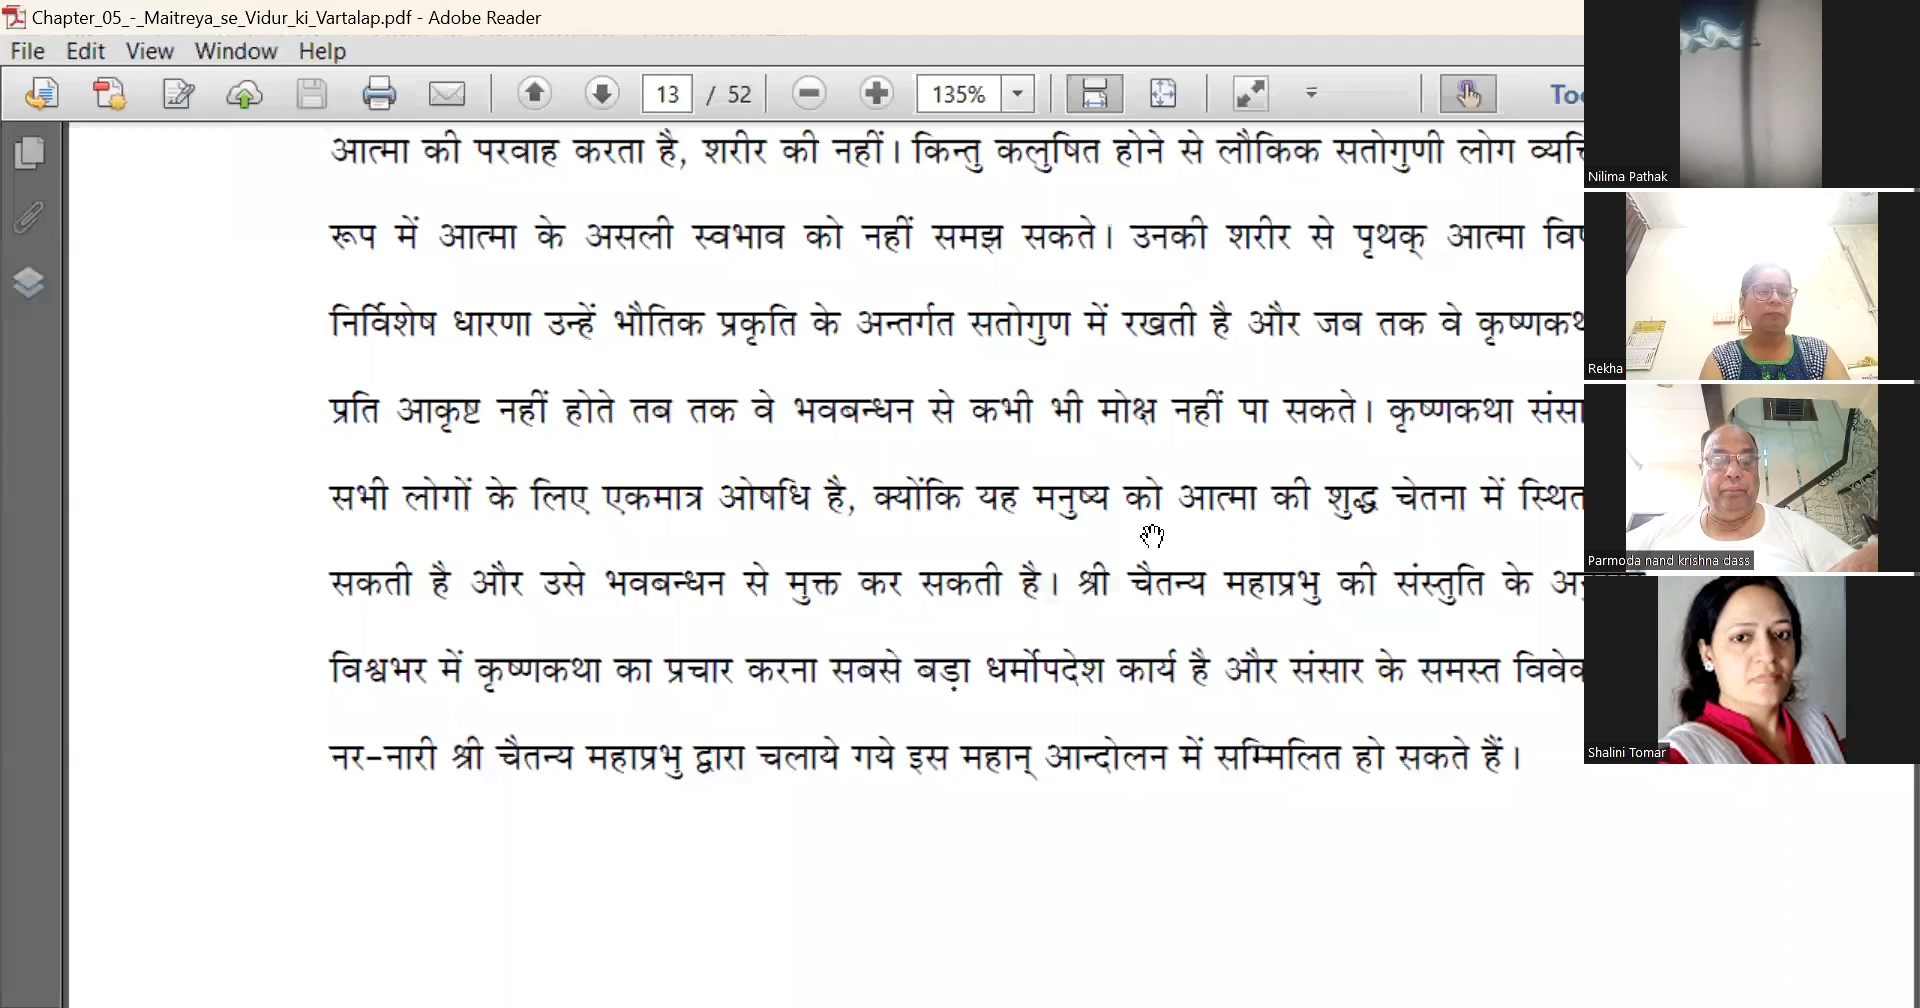 Chapter_05_-_Maitreya_se_Vidur_ki_Vartalap.pdf - Adobe Reader
File Edit View Window Help
13 / 52 135%
आत्मा की परवाह करता है, शरीर की नहीं। किन्तु कलुषित होने से लौकिक सतोगुणी लोग
रूप में आत्मा के असली स्वभाव को नहीं समझ सकते। उनकी शरीर से पृथक् आत्मा
निर्विशेष धारणा उन्हें भौतिक प्रकृति के अन्तर्गत सतोगुण में रखती है और जब तक वे
प्रति आकृष्ट नहीं होते तब तक वे भवबन्धन से कभी भी मोक्ष नहीं पा सकते। कृष्णकथा
सभी लोगों के लिए एकमात्र ओषधि है, क्योंकि यह मनुष्य को आत्मा की शुद्ध चेतना में स्थित
सकती है और उसे भवबन्धन से मुक्त कर सकती है। श्री चैतन्य महाप्रभु की संस्तुति के
विश्वभर में कृष्णकथा का प्रचार करना सबसे बड़ा धर्मोपदेश कार्य है और संसार के समस्त
नर-नारी श्री चैतन्य महाप्रभु द्वारा चलाये गये इस महान् आन्दोलन में सम्मिलित हो सकते हैं।
Nilima Pathak
Rekha
Parmoda nand krishna dass
Shalini Tomar